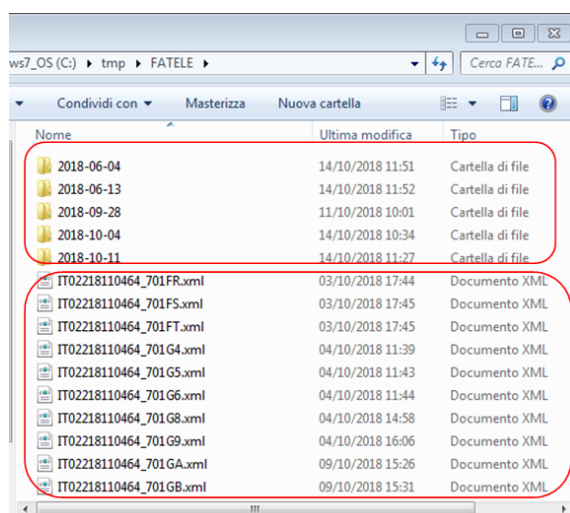 ws7_OS (C:) ▸ tmp ▸ FATELE ▸ Cerca FATE...
Condividi con Masterizza Nuova cartella
Nome Ultima modifica Tipo
2018-06-04 14/10/2018 11:51 Cartella di file
2018-06-13 14/10/2018 11:52 Cartella di file
2018-09-28 11/10/2018 10:01 Cartella di file
2018-10-04 14/10/2018 10:34 Cartella di file
2018-10-11 14/10/2018 11:27 Cartella di file
IT02218110464_701FR.xml 03/10/2018 17:44 Documento XML
IT02218110464_701FS.xml 03/10/2018 17:45 Documento XML
IT02218110464_701FT.xml 03/10/2018 17:45 Documento XML
IT02218110464_701G4.xml 04/10/2018 11:39 Documento XML
IT02218110464_701G5.xml 04/10/2018 11:43 Documento XML
IT02218110464_701G6.xml 04/10/2018 11:44 Documento XML
IT02218110464_701G8.xml 04/10/2018 14:58 Documento XML
IT02218110464_701G9.xml 04/10/2018 16:06 Documento XML
IT02218110464_701GA.xml 09/10/2018 15:26 Documento XML
IT02218110464_701GB.xml 09/10/2018 15:31 Documento XML